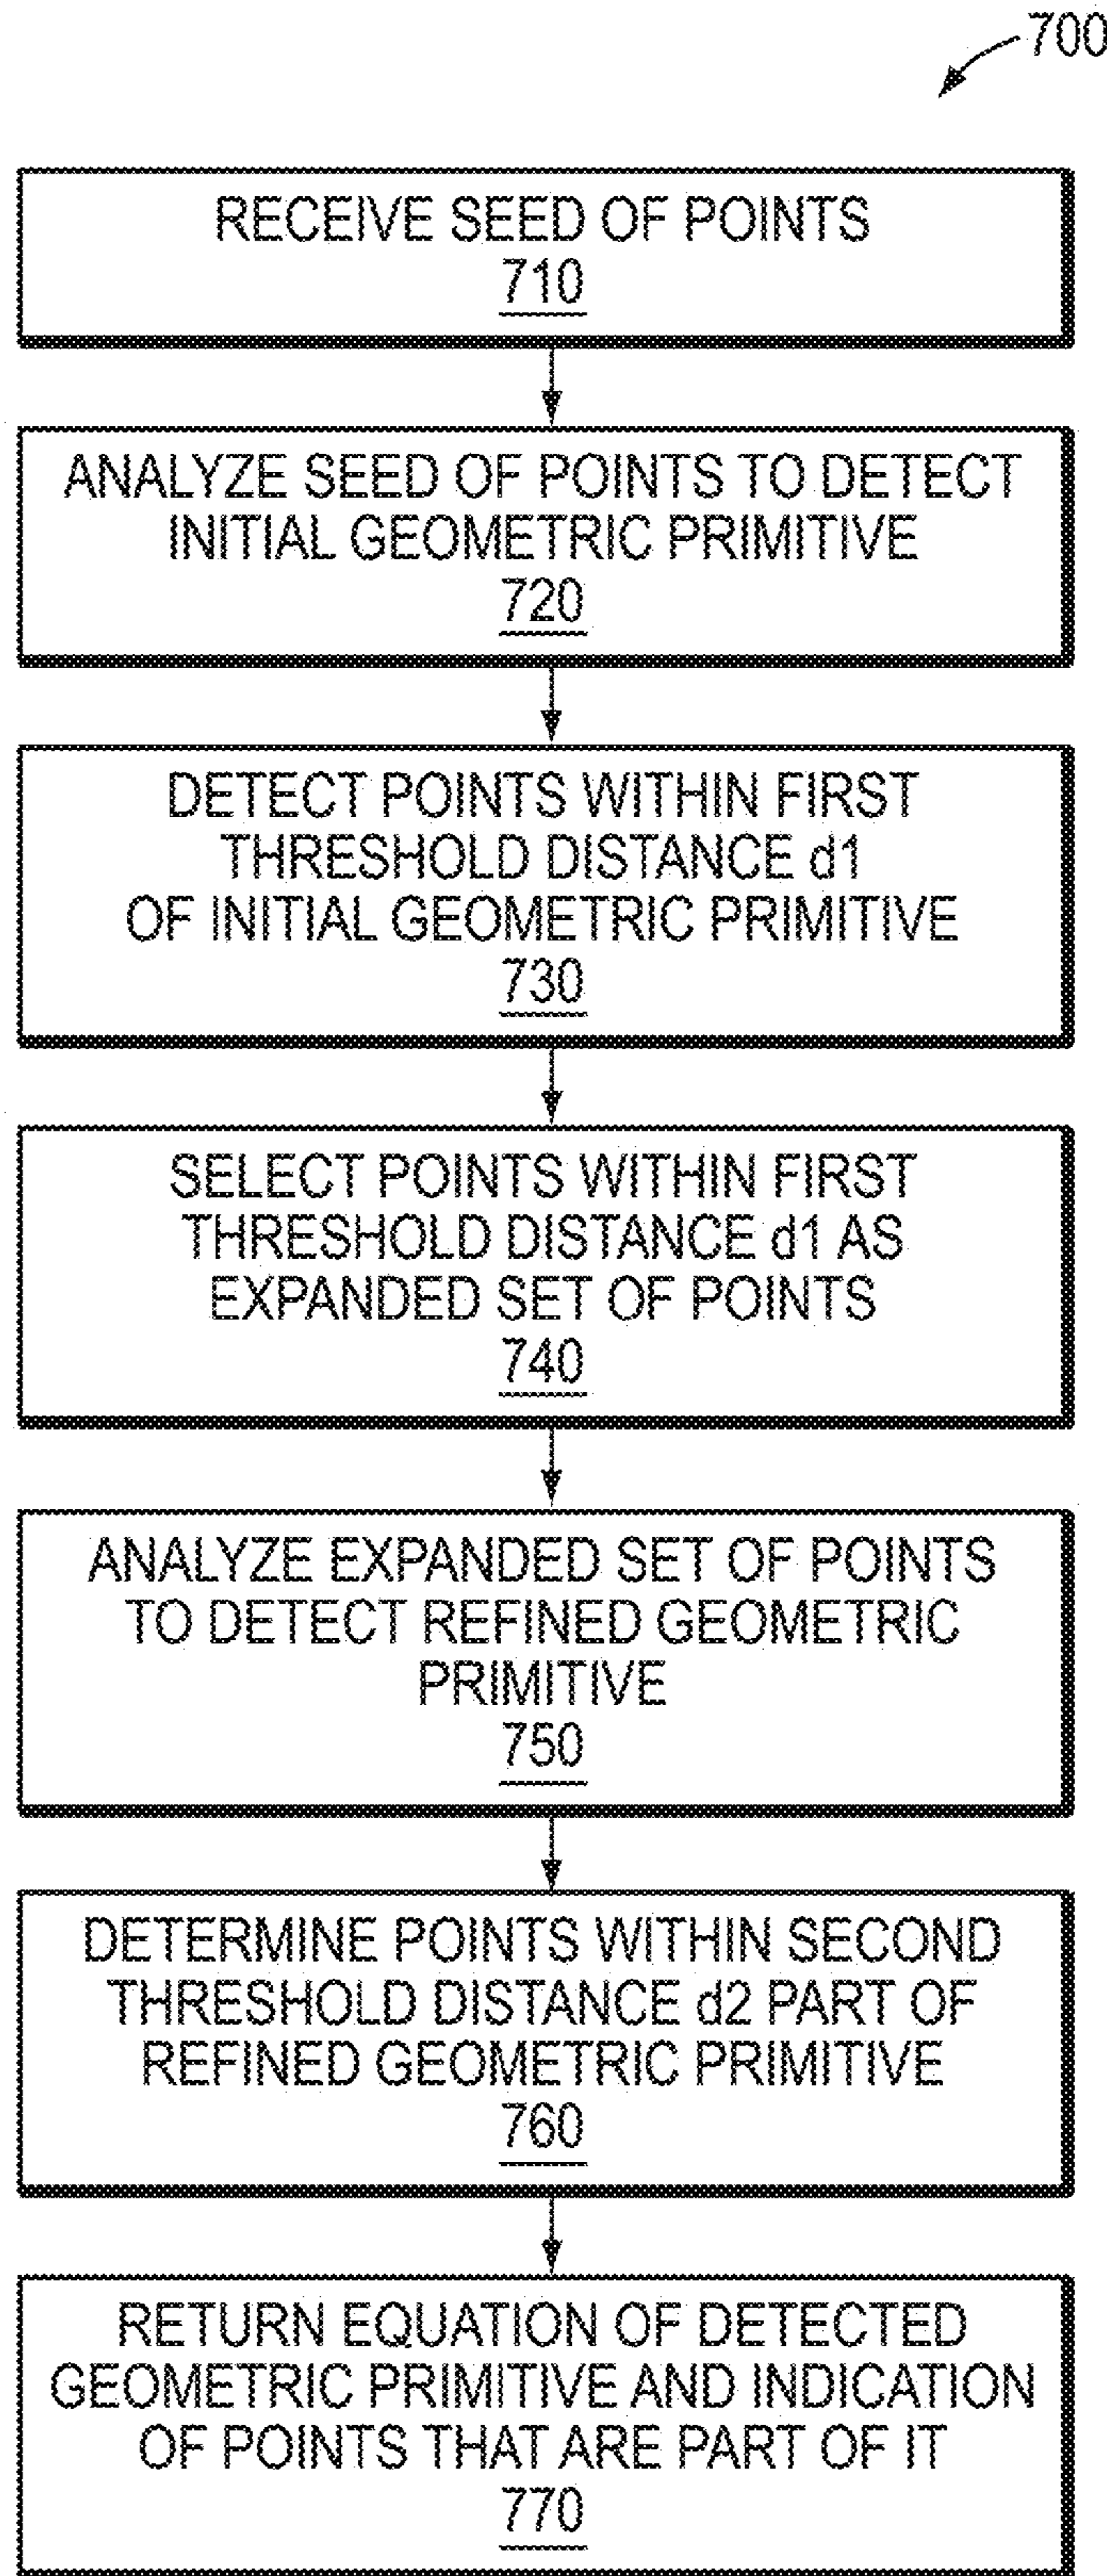 700
RECEIVE SEED OF POINTS
710
ANALYZE SEED OF POINTS TO DETECT
INITIAL GEOMETRIC PRIMITIVE
720
DETECT POINTS WITHIN FIRST
THRESHOLD DISTANCE d1
OF INITIAL GEOMETRIC PRIMITIVE
730
SELECT POINTS WITHIN FIRST
THRESHOLD DISTANCE d1 AS
EXPANDED SET OF POINTS
740
ANALYZE EXPANDED SET OF POINTS
TO DETECT REFINED GEOMETRIC
PRIMITIVE
750
DETERMINE POINTS WITHIN SECOND
THRESHOLD DISTANCE d2 PART OF
REFINED GEOMETRIC PRIMITIVE
760
RETURN EQUATION OF DETECTED
GEOMETRIC PRIMITIVE AND INDICATION
OF POINTS THAT ARE PART OF IT
770